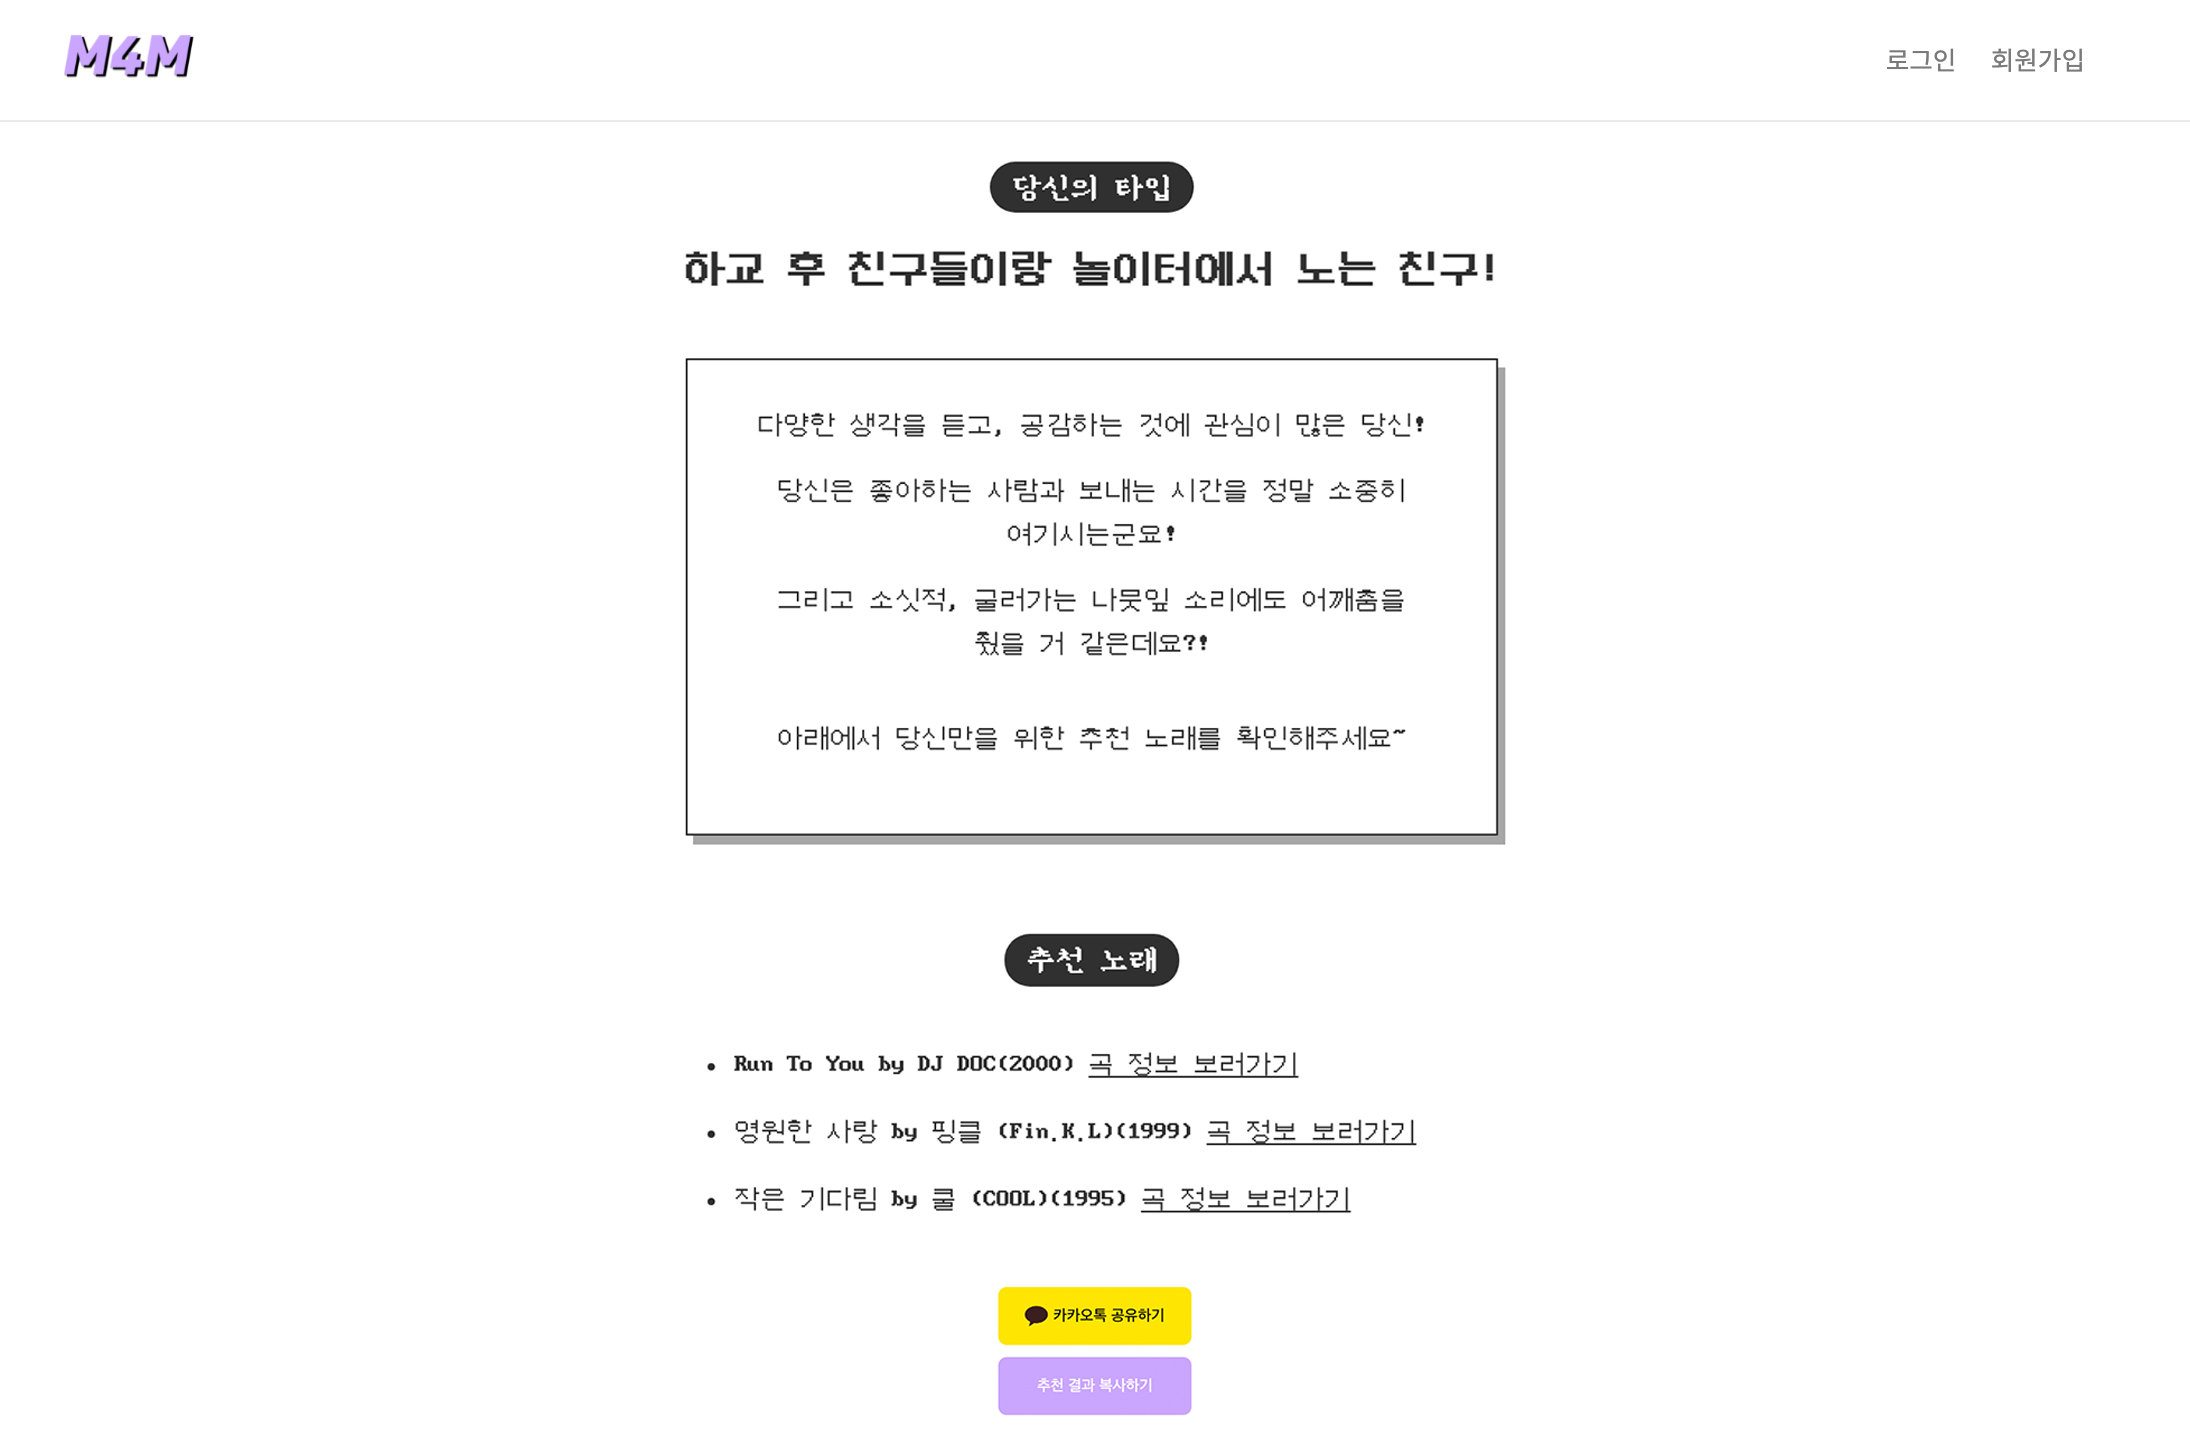 M4M
로그인 회원가입
당신의 타입
하교 후 친구들이랑 놀이터에서 노는 친구!
다양한 생각을 듣고, 공감하는 것에 관심이 많은 당신!
당신은 좋아하는 사람과 보내는 시간을 정말 소중히
여기시는군요!
그리고 소싯적, 굴러가는 나뭇잎 소리에도 어깨춤을
췄을 거 같은데요?!
아래에서 당신만을 위한 추천 노래를 확인해주세요~
추천 노래
• Run To You by DJ DOC(2000) 곡 정보 보러가기
• 영원한 사랑 by 핑클 (Fin.K.L)(1999) 곡 정보 보러가기
• 작은 기다림 by 쿨 (COOL)(1995) 곡 정보 보러가기
카카오톡 공유하기
추천 결과 복사하기